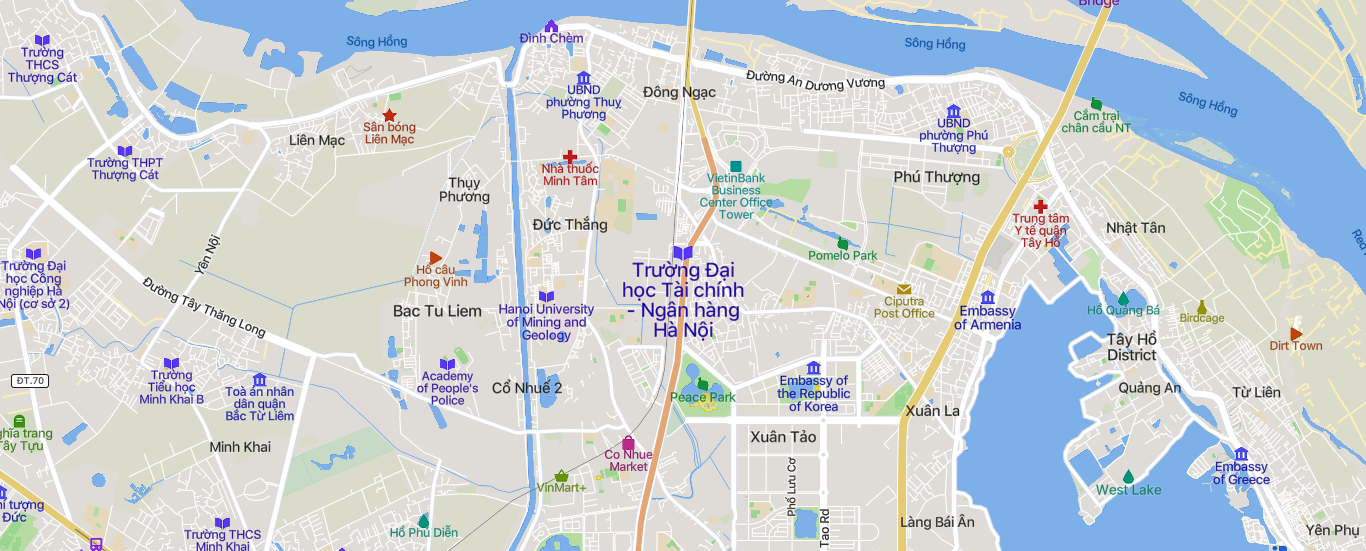 Bridge
Sông Hồng
Đình Chèm
Trường
THCS
Thượng Cát
UBND
phường Thuỵ
Phương
Đông Ngạc
Đường An Dương Vương
Sông Hồng
Sông Hồng
Sân bóng
Liên Mạc
Liên Mạc
Trường THPT
Thượng Cát
Thụy
Phương
Nhà thuốc
Minh Tâm
VietinBank
Business
Center Office
Tower
UBND
phường Phú
Thượng
Cắm trại
chân cầu NT
Phú Thượng
Trung tâm
Y tế quận
Tây Hồ
Nhật Tân
Đức Thắng
Yên Nội
Pomelo Park
Red
Trường Đại
học Công
nghiệp Hà
Nội (cơ sở 2)
Hồ câu
Phong Vinh
Đường Tây Thăng Long
Bac Tu Liem
Hanoi University
of Mining and
Geology
Trường Đại
học Tài chính
- Ngân hàng
Hà Nội
Ciputra
Post Office
Embassy
of Armenia
Hồ Quảng Bá
Birdcage
Dirt Town
Tây Hồ
District
ĐT.70
Trường
Tiểu học
Minh Khai B
Toà án nhân
dân quận
Bắc Từ Liêm
Academy
of People's
Police
Cổ Nhuế 2
Peace Park
Embassy of
the Republic
of Korea
Quảng An
Từ Liên
Xuân La
ghĩa trang
Tây Tựu
Minh Khai
Xuân Tảo
Co Nhue
Market
VinMart+
Phố Lưu Cơ
Tao Rd
West Lake
Embassy
of Greece
hí tượng
Đức
Trường THCS
Minh Khai
Hồ Phú Diễn
Làng Bái Ân
Yên Phụ